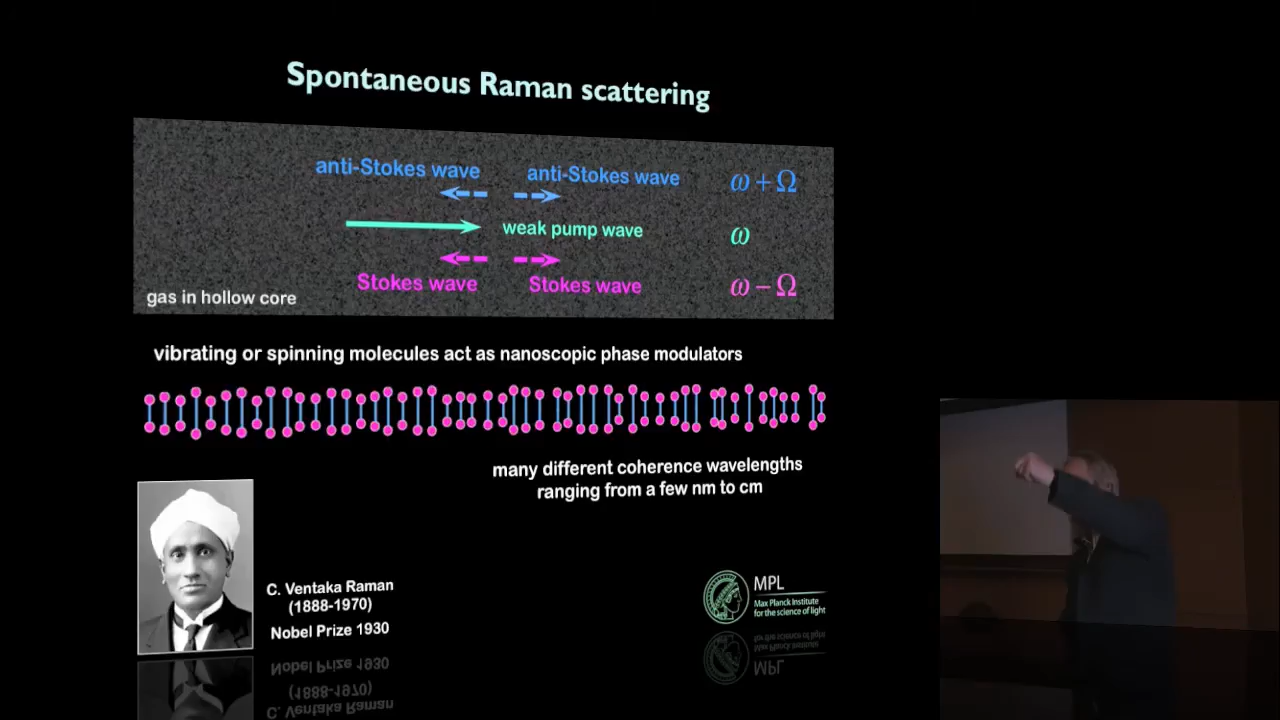 Spontaneous Raman scattering
anti-Stokes wave
anti-Stokes wave
ω + Ω
weak pump wave
ω
Stokes wave
Stokes wave
ω − Ω
gas in hollow core
vibrating or spinning molecules act as nanoscopic phase modulators
many different coherence wavelengths
ranging from a few nm to cm
C. Ventaka Raman
(1888-1970)
Nobel Prize 1930
MPL
Max Planck Institute
for the science of light